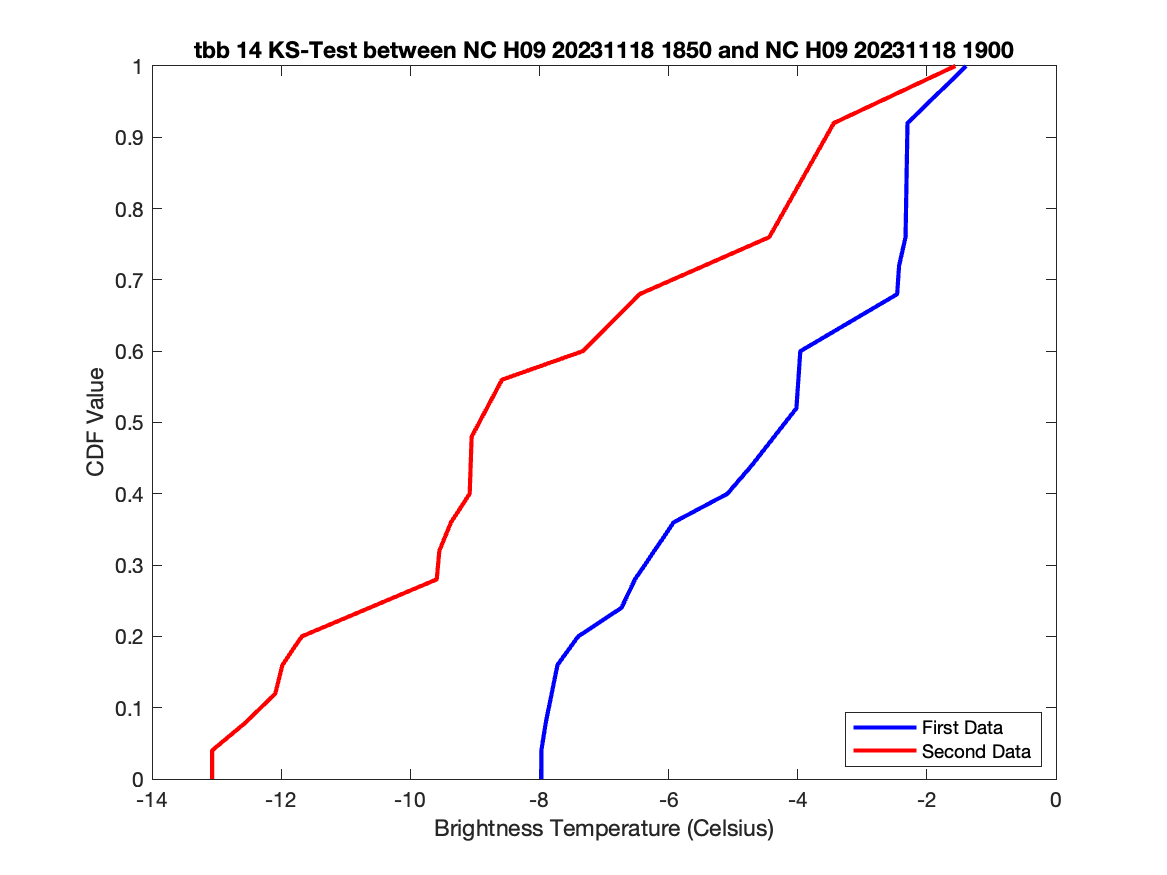 tbb 14 KS-Test between NC H09 20231118 1850 and NC H09 20231118 1900
1
0.9
0.8
0.7
0.6
0.5
0.4
0.3
0.2
0.1
0
CDF Value
First Data
Second Data
-14 -12 -10 -8 -6 -4 -2 0
Brightness Temperature (Celsius)